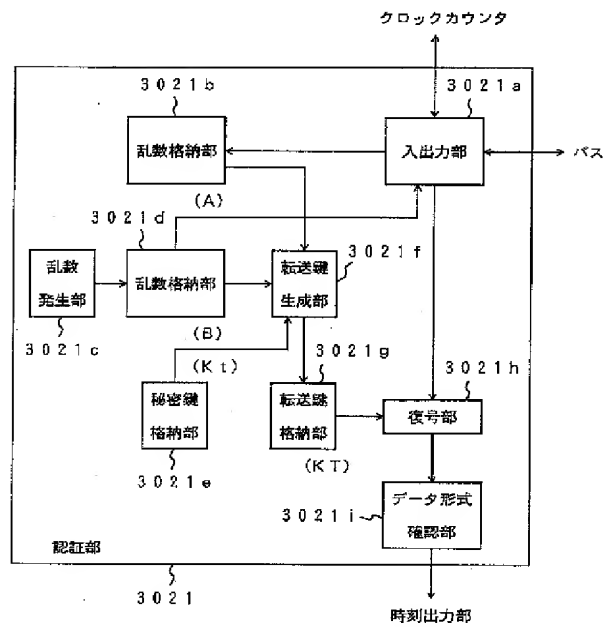 クロックカウンタ
3021b
3021a
乱数格納部
入出力部
バス
(A)
3021d
3021f
乱数
発生部
乱数格納部
転送鍵
生成部
3021c
(B)
(Kt)
3021g
3021h
秘密鍵
格納部
転送鍵
格納部
復号部
(KT)
3021e
データ形式
確認部
3021i
認証部
3021
時刻出力部